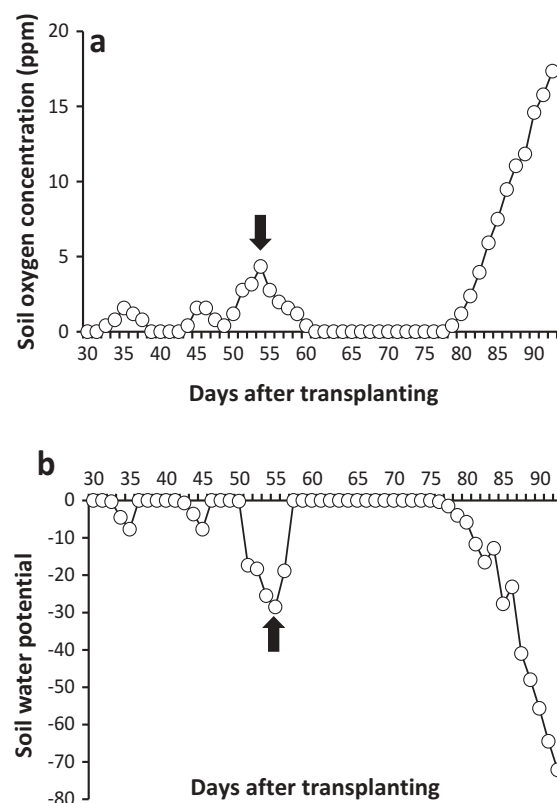 a
Soil oxygen concentration (ppm)
20
15
10
5
0
30 35 40 45 50 55 60 65 70 75 80 85 90
Days after transplanting
b
30 35 40 45 50 55 60 65 70 75 80 85 90
Soil water potential
0
-10
-20
-30
-40
-50
-60
-70
-80
Days after transplanting